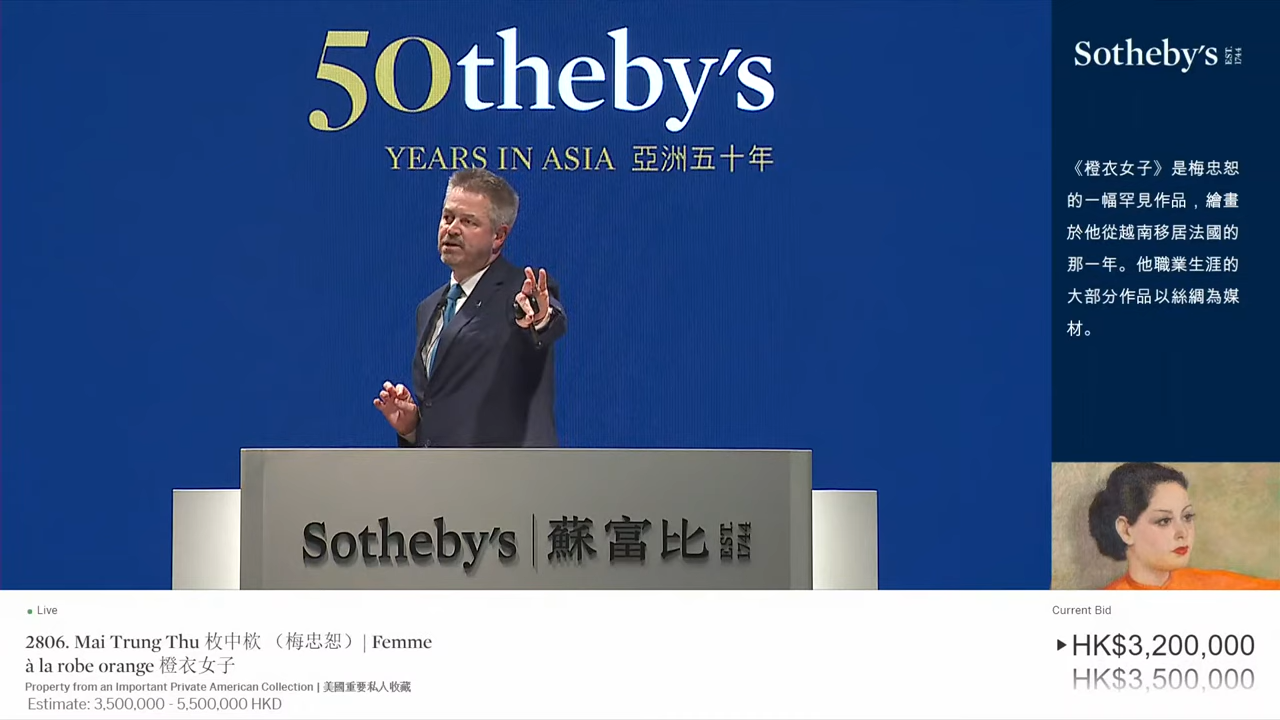 50theby's
YEARS IN ASIA 亞洲五十年
Sotheby's EST. 1744
《橙衣女子》是梅忠恕
的一幅罕見作品，繪畫
於他從越南移居法國的
那一年。他職業生涯的
大部分作品以絲綢為媒
材。
Sotheby's | 蘇富比 EST. 1744
Live
2806. Mai Trung Thu 枚中栨 （梅忠恕）| Femme
à la robe orange 橙衣女子
Property from an Important Private American Collection | 美國重要私人收藏
Estimate: 3,500,000 - 5,500,000 HKD
Current Bid
HK$3,200,000
HK$3,500,000